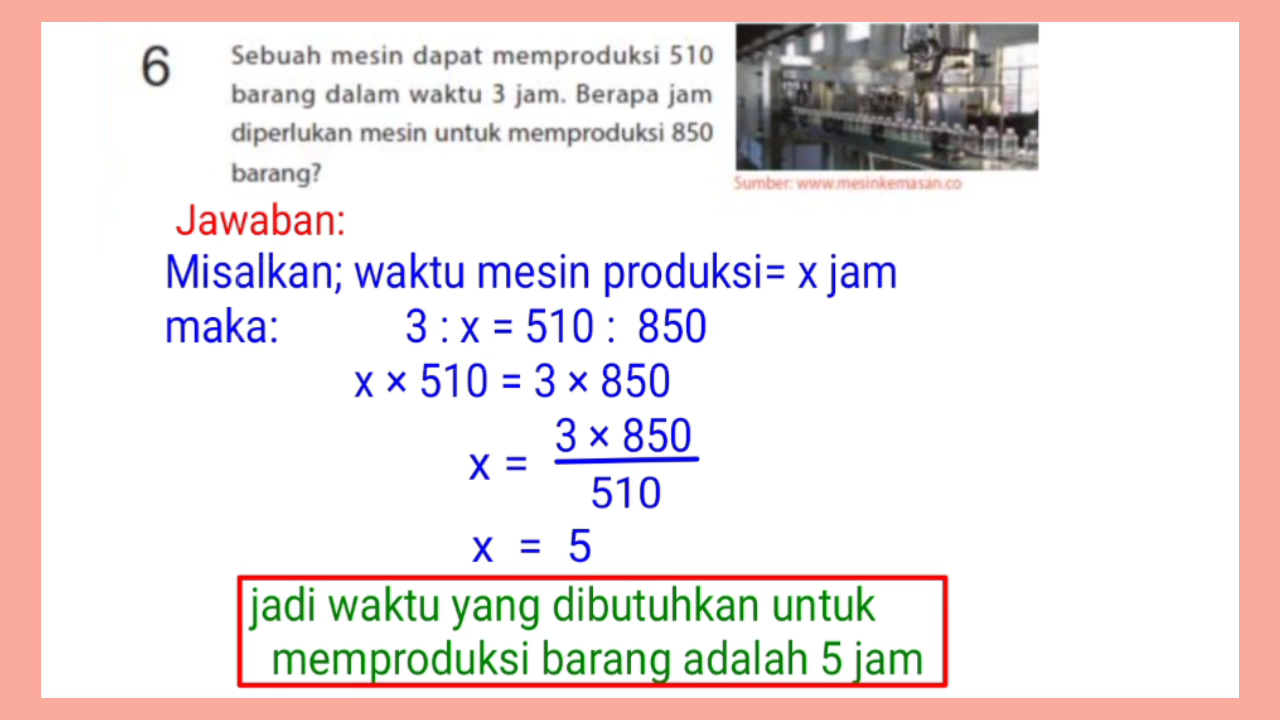 6
Sebuah mesin dapat memproduksi 510
barang dalam waktu 3 jam. Berapa jam
diperlukan mesin untuk memproduksi 850
barang?
Sumber: www.mesinkemasan.co
Jawaban:
Misalkan; waktu mesin produksi= x jam
maka: 3 : x = 510 : 850
x × 510 = 3 × 850
x = 3 × 850
510
x = 5
jadi waktu yang dibutuhkan untuk
memproduksi barang adalah 5 jam